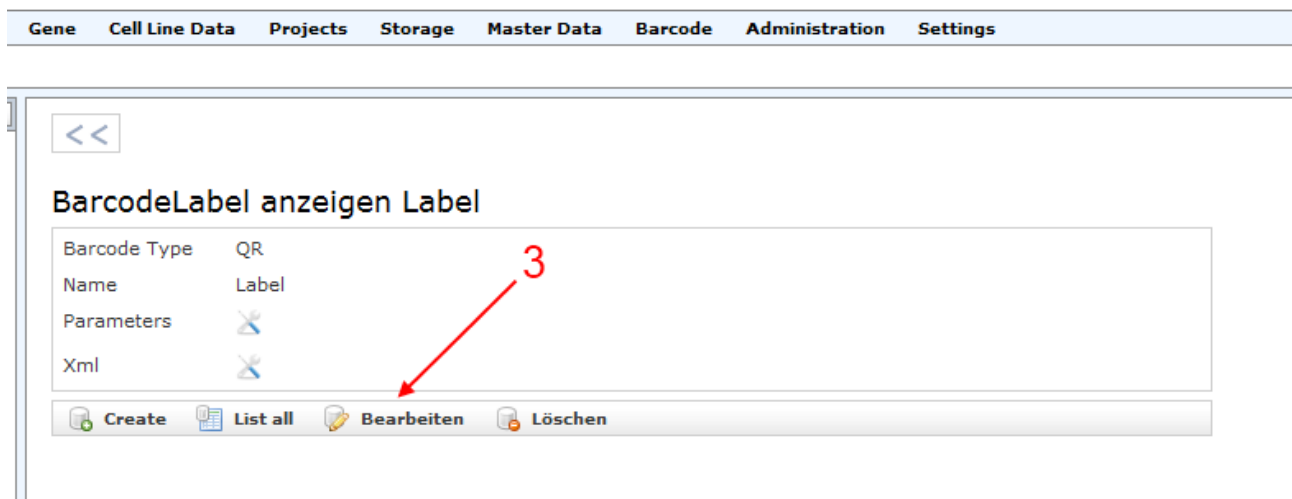 Gene Cell Line Data Projects Storage Master Data Barcode Administration Settings
<<
BarcodeLabel anzeigen Label
Barcode Type QR
3
Name Label
Parameters
Xml
Create List all Bearbeiten Löschen